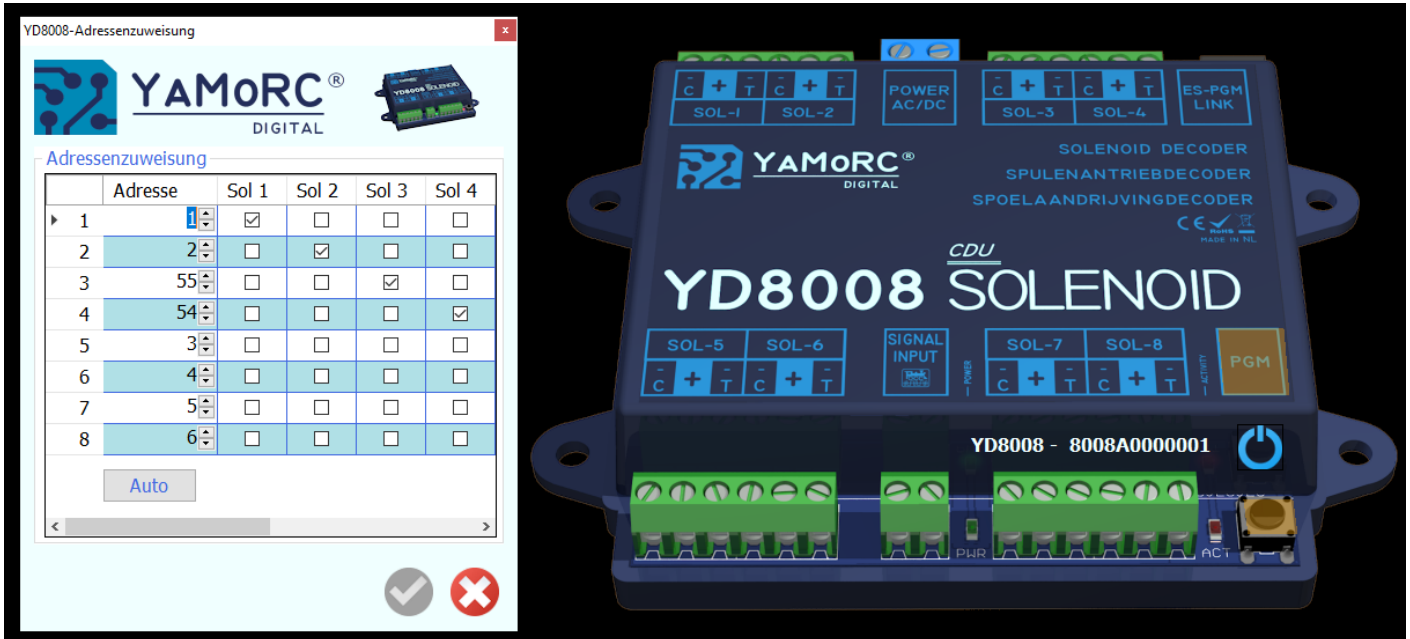 YD8008-Adressenzuweisung
x
YAMORC®
DIGITAL
Adressenzuweisung
Adresse Sol 1 Sol 2 Sol 3 Sol 4
1 1
2 2
3 55
4 54
5 3
6 4
7 5
8 6
Auto
C + T C + T
SOL-1 SOL-2
POWER
AC/DC
C + T C + T
SOL-3 SOL-4
ES-PGM
LINK
YAMORC®
DIGITAL
SOLENOID DECODER
SPULENANTRIEBDECODER
SPOELAANDRIJVINGDECODER
CE RoHS
MADE IN NL
CDU
YD8008 SOLENOID
SOL-5 SOL-6
C + T C + T
SIGNAL
INPUT
POWER
SOL-7 SOL-8
C + T C + T
ACTIVITY
PGM
YD8008 - 8008A0000001
PWR
ACT